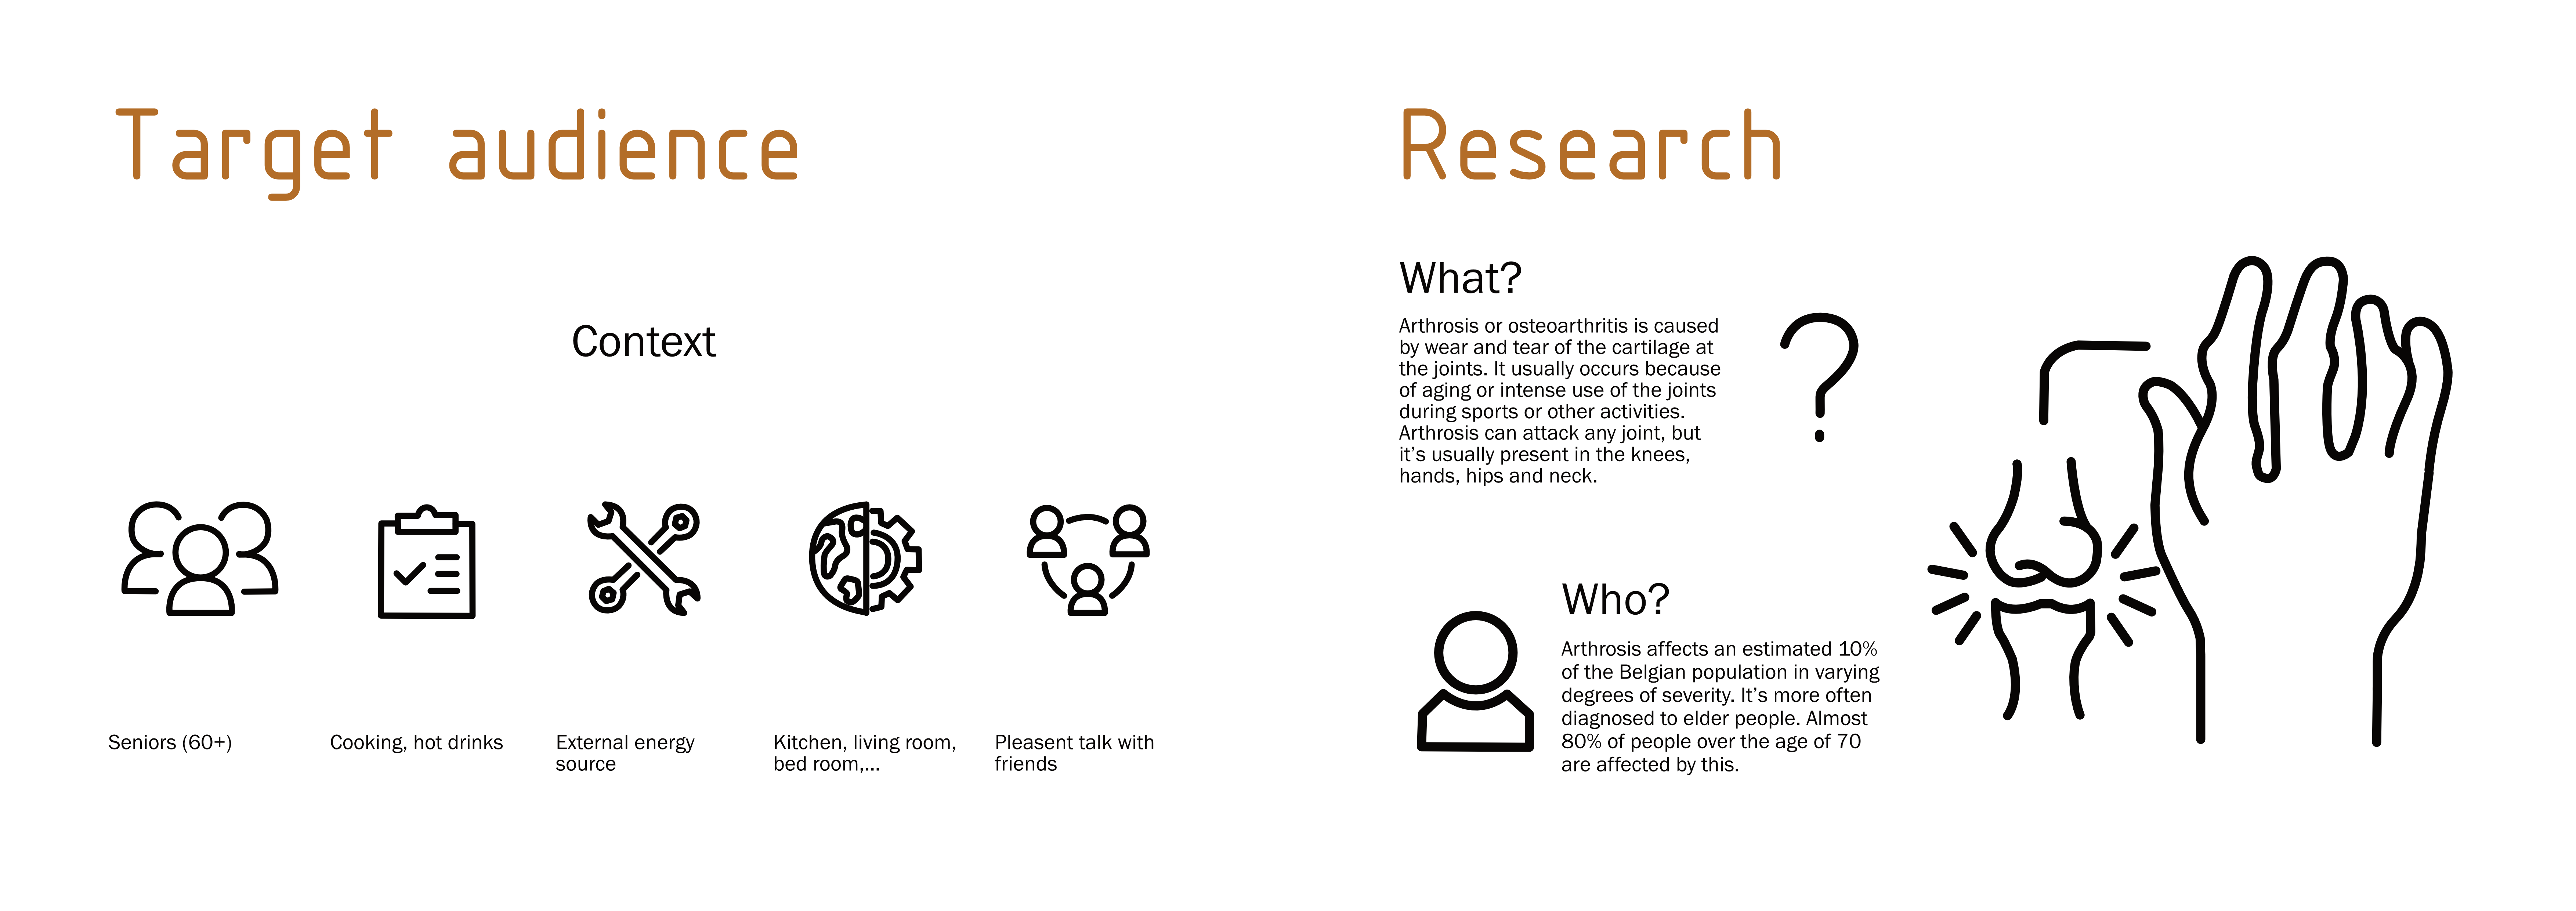 Target audience
Context
Seniors (60+)
Cooking, hot drinks
External energy
source
Kitchen, living room,
bed room,...
Pleasent talk with
friends
Research
What?
Arthrosis or osteoarthritis is caused
by wear and tear of the cartilage at
the joints. It usually occurs because
of aging or intense use of the joints
during sports or other activities.
Arthrosis can attack any joint, but
it’s usually present in the knees,
hands, hips and neck.
Who?
Arthrosis affects an estimated 10%
of the Belgian population in varying
degrees of severity. It’s more often
diagnosed to elder people. Almost
80% of people over the age of 70
are affected by this.